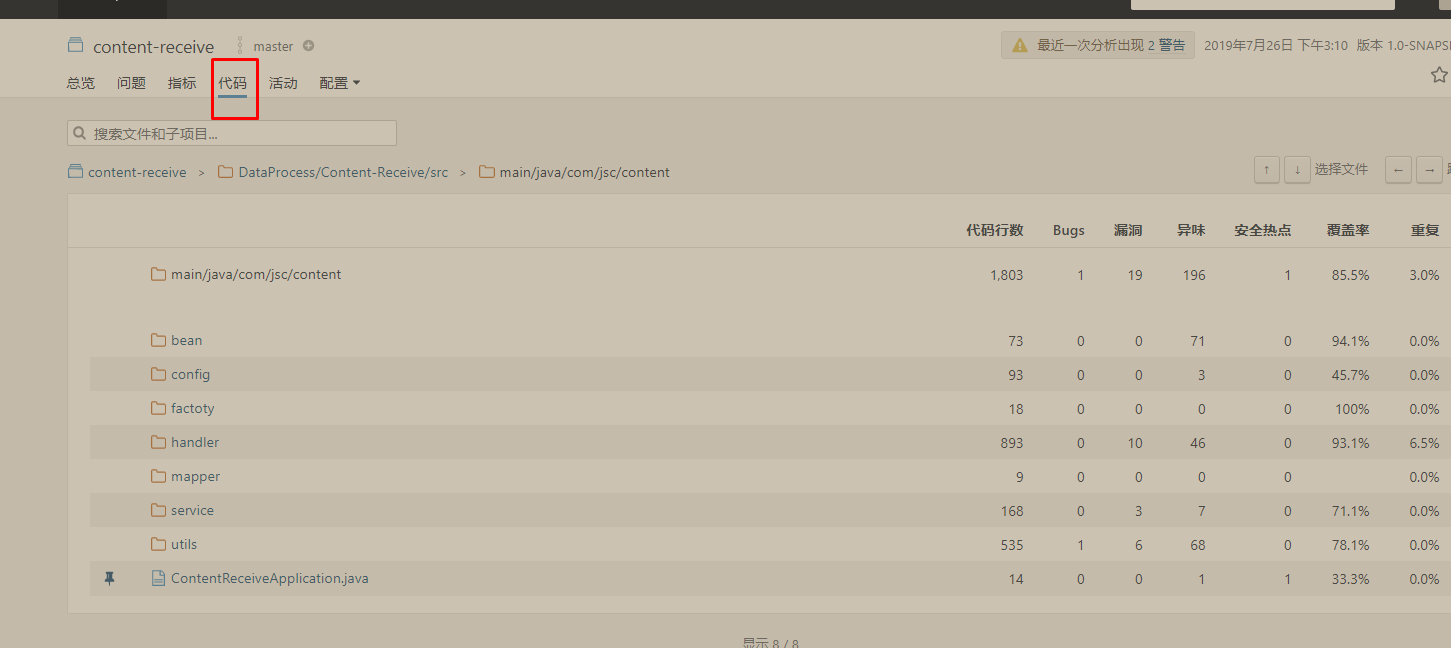 content-receive master
最近一次分析出现 2 警告 2019年7月26日 下午3:10 版本 1.0-SNAPS
总览 问题 指标 代码 活动 配置
搜索文件和子项目...
content-receive > DataProcess/Content-Receive/src > main/java/com/jsc/content
↑ ↓ 选择文件 ← →
代码行数 Bugs 漏洞 异味 安全热点 覆盖率 重复
main/java/com/jsc/content 1,803 1 19 196 1 85.5% 3.0%
bean 73 0 0 71 0 94.1% 0.0%
config 93 0 0 3 0 45.7% 0.0%
factoty 18 0 0 0 0 100% 0.0%
handler 893 0 10 46 0 93.1% 6.5%
mapper 9 0 0 0 0 0.0%
service 168 0 3 7 0 71.1% 0.0%
utils 535 1 6 68 0 78.1% 0.0%
ContentReceiveApplication.java 14 0 0 1 1 33.3% 0.0%
显示 8 / 8